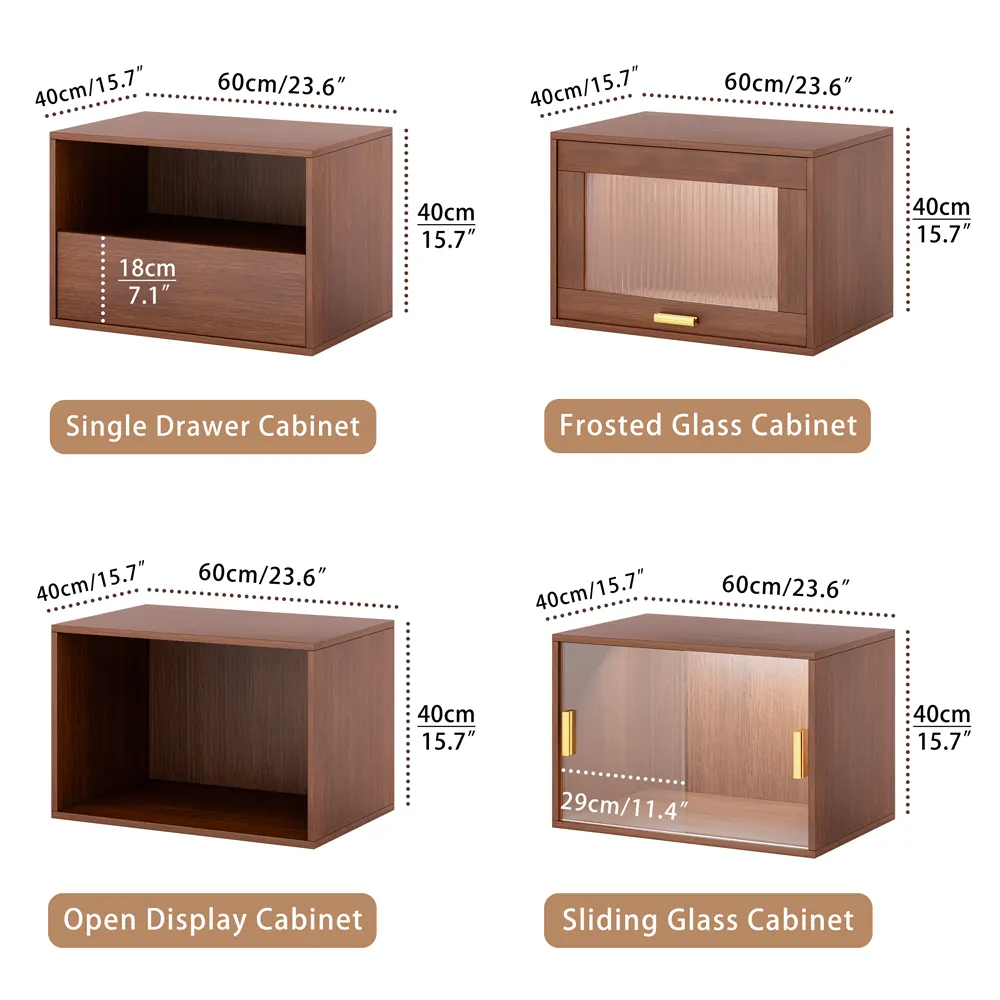 40cm/15.7″
60cm/23.6″
40cm
15.7″
18cm
7.1″
Single Drawer Cabinet
40cm/15.7″
60cm/23.6″
40cm
15.7″
Frosted Glass Cabinet
40cm/15.7″
60cm/23.6″
40cm
15.7″
Open Display Cabinet
40cm/15.7″
60cm/23.6″
40cm
15.7″
29cm/11.4″
Sliding Glass Cabinet